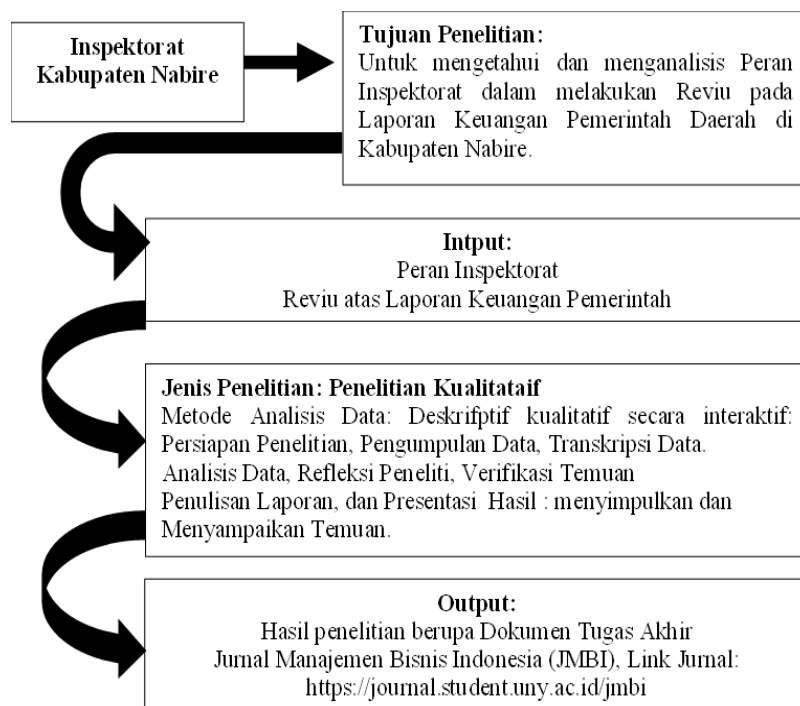 Inspektorat
Kabupaten Nabire
Tujuan Penelitian:
Untuk mengetahui dan menganalisis Peran
Inspektorat dalam melakukan Reviu pada
Laporan Keuangan Pemerintah Daerah di
Kabupaten Nabire.
Intput:
Peran Inspektorat
Reviu atas Laporan Keuangan Pemerintah
Jenis Penelitian: Penelitian Kualitataif
Metode Analisis Data: Deskrifptif kualitatif secara interaktif:
Persiapan Penelitian, Pengumpulan Data, Transkripsi Data.
Analisis Data, Refleksi Peneliti, Verifikasi Temuan
Penulisan Laporan, dan Presentasi Hasil : menyimpulkan dan
Menyampaikan Temuan.
Output:
Hasil penelitian berupa Dokumen Tugas Akhir
Jurnal Manajemen Bisnis Indonesia (JMBI), Link Jurnal:
https://journal.student.uny.ac.id/jmbi